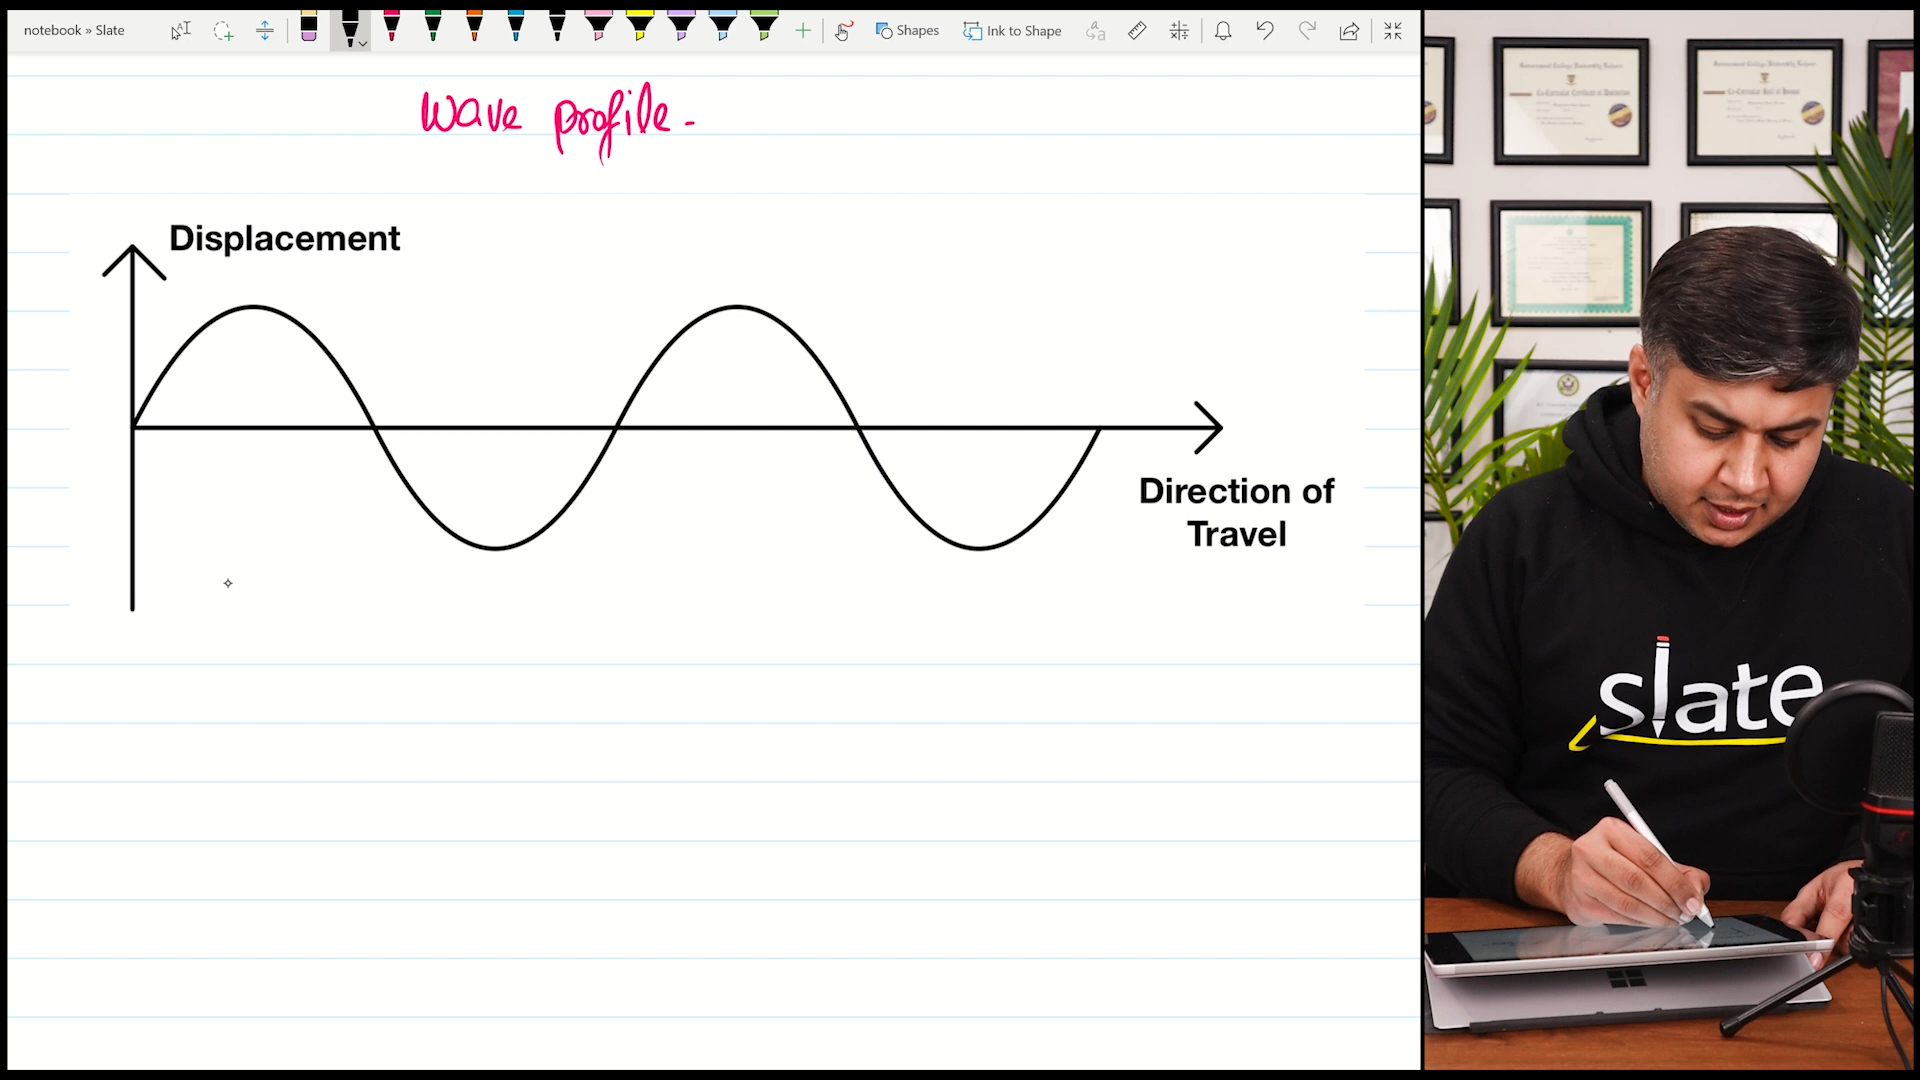 notebook » Slate
Shapes
Ink to Shape
Wave profile.
Displacement
Direction of
Travel
slate